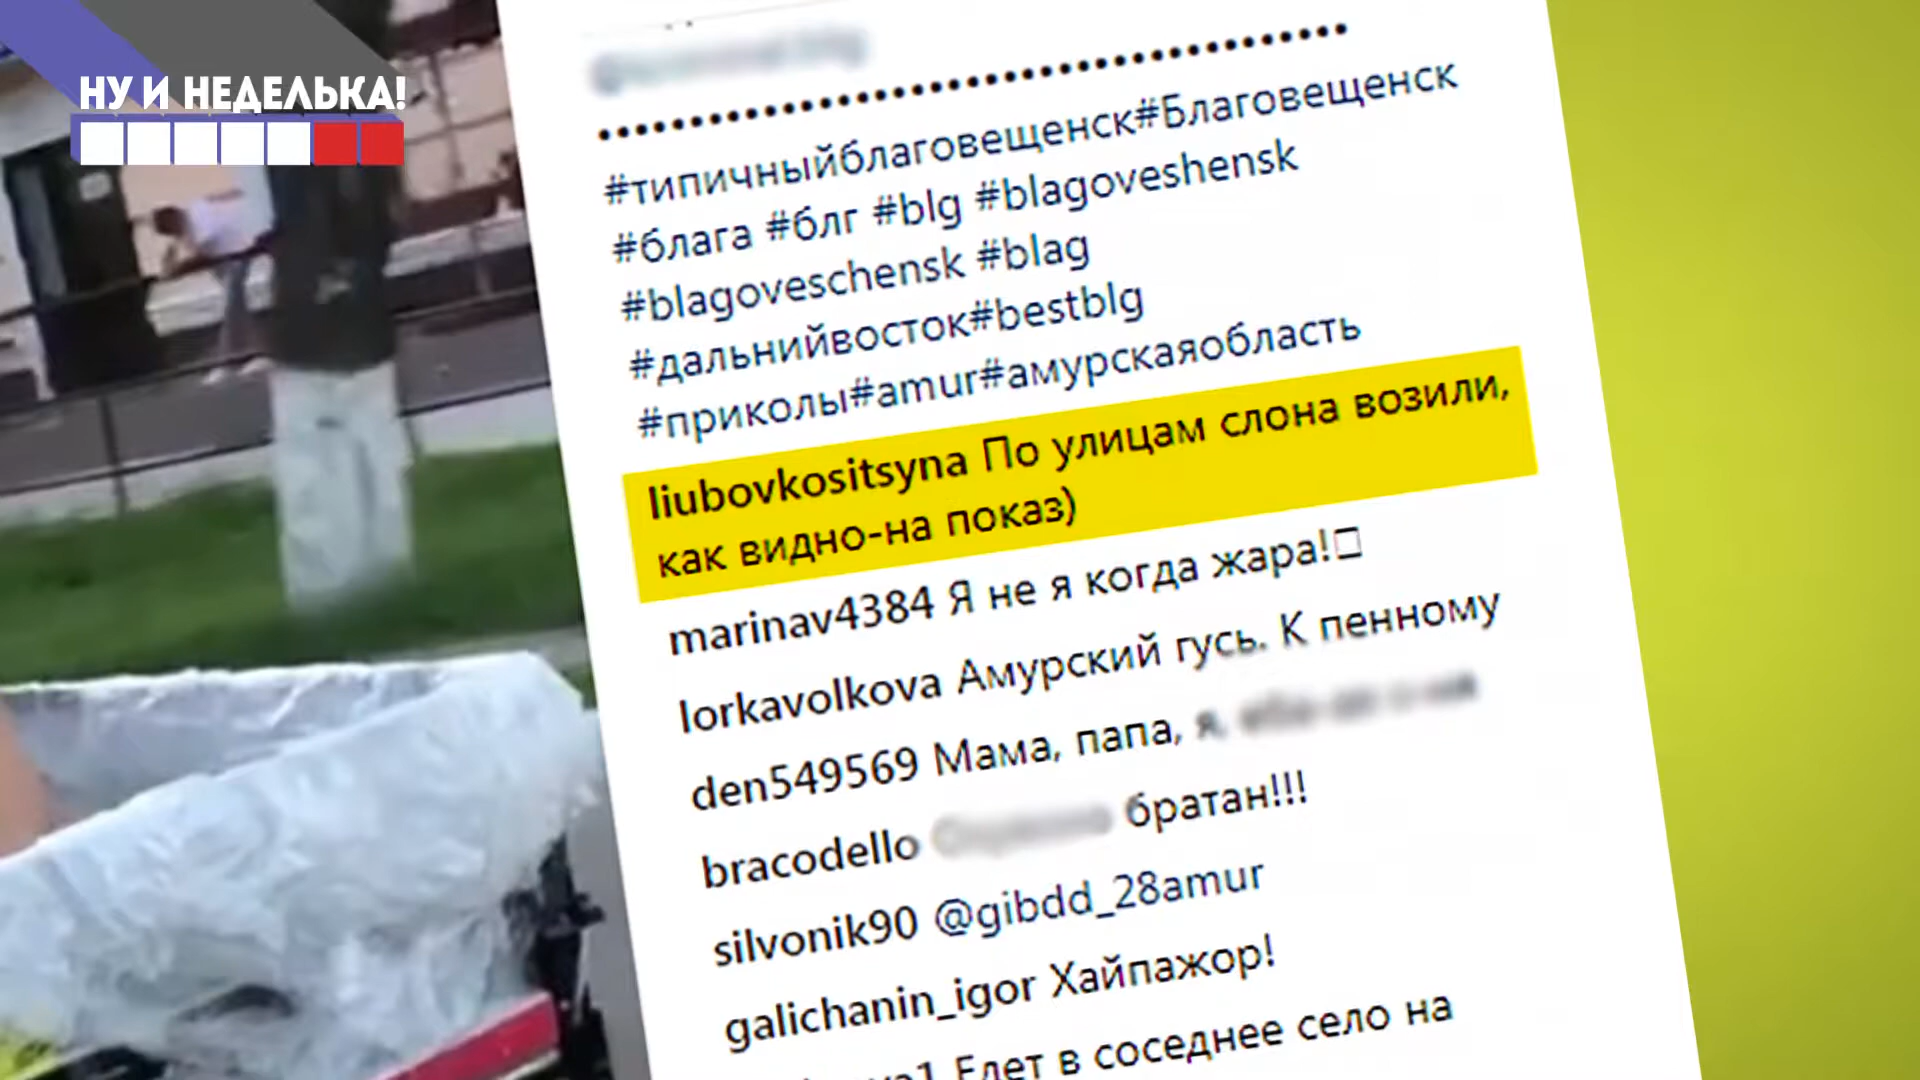 НУ И НЕДЕЛЬКА!
#типичныйблаговещенск#Благовещенск
#блага #блг #blg #blagoveshensk
#blagoveschensk #blag
#дальнийвосток#bestblg
#приколы#amur#амурскаяобласть
liubovkositsyna По улицам слона возили,
как видно-на показ)
marinav4384 Я не я когда жара!
lorkavolkova Амурский гусь. К пенному
den549569 Мама, папа, я,
bracodello братан!!!
silvonik90 @gibdd_28amur
galichanin_igor Хайпажор!
Едет в соседнее село на